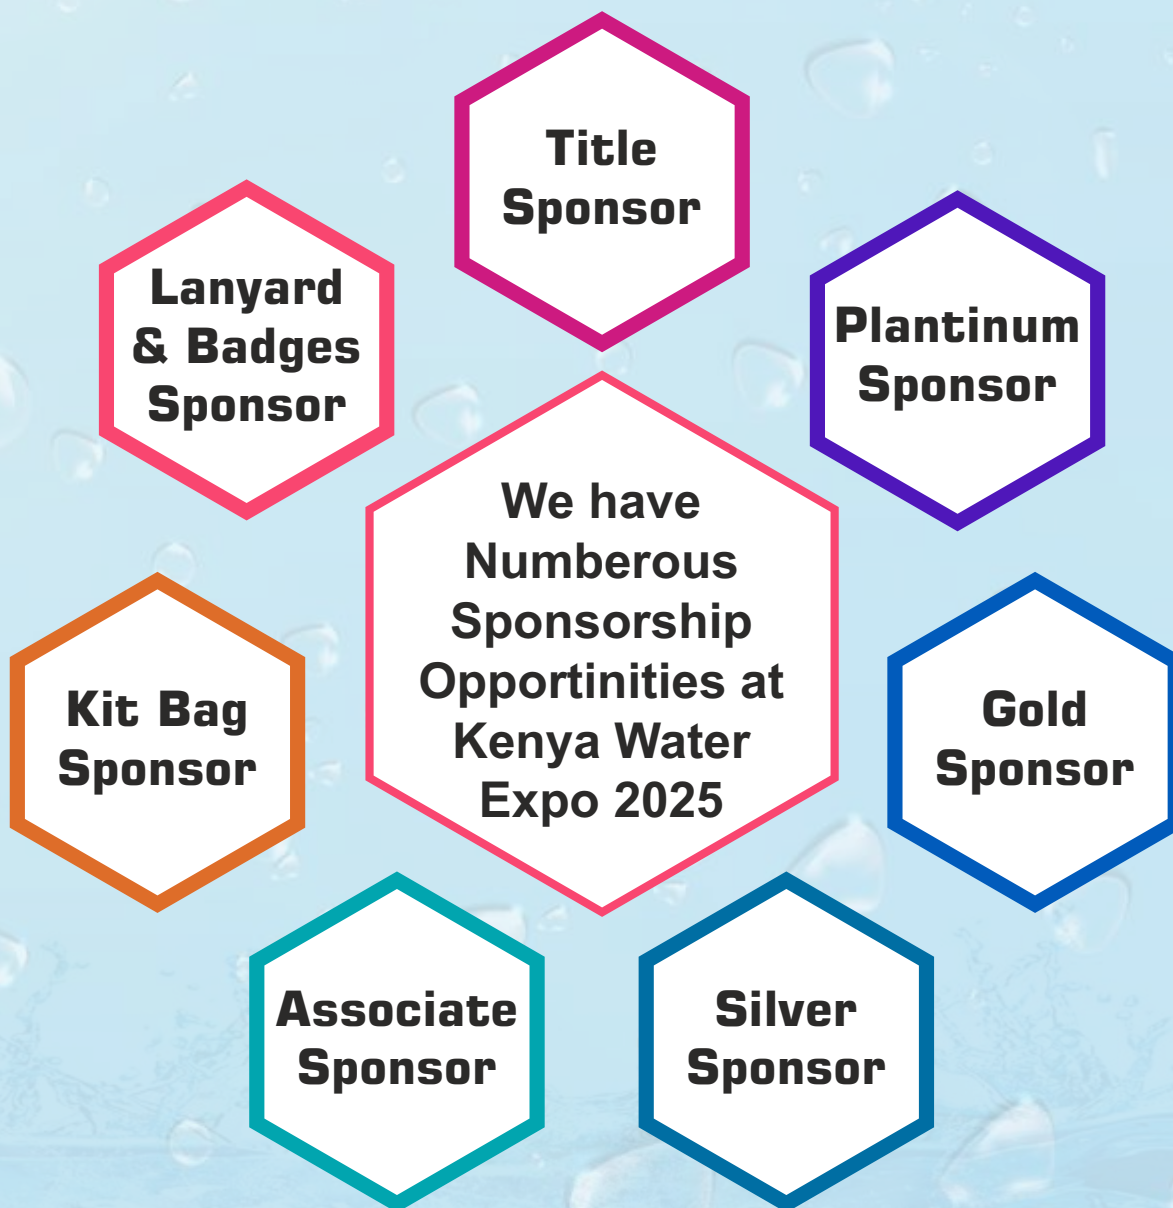 Title
Sponsor
Lanyard
& Badges
Sponsor
Plantinum
Sponsor
We have
Numberous
Sponsorship
Opportinities at
Kenya Water
Expo 2025
Kit Bag
Sponsor
Gold
Sponsor
Associate
Sponsor
Silver
Sponsor